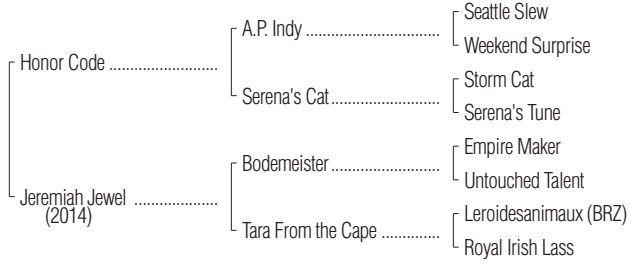 Seattle Slew
A.P. Indy ..............................
Weekend Surprise
Honor Code ........................
Storm Cat
Serena's Cat........................
Serena's Tune
Empire Maker
Bodemeister........................
Untouched Talent
Jeremiah Jewel ..................
(2014)
Leroidesanimaux (BRZ)
Tara From the Cape .............
Royal Irish Lass